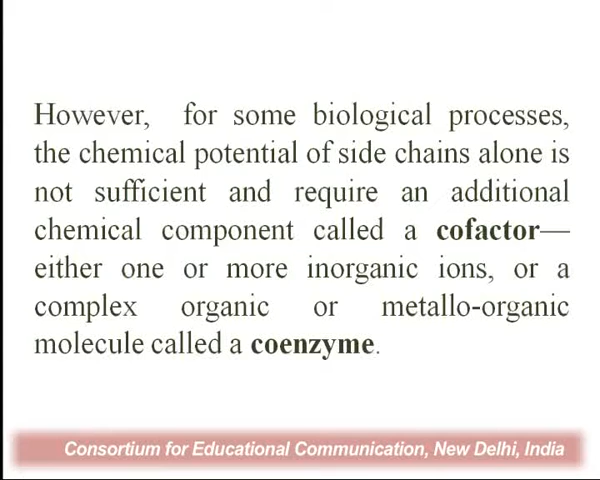 However, for some biological processes,
the chemical potential of side chains alone is
not sufficient and require an additional
chemical component called a cofactor—
either one or more inorganic ions, or a
complex organic or metallo-organic
molecule called a coenzyme.
Consortium for Educational Communication, New Delhi, India